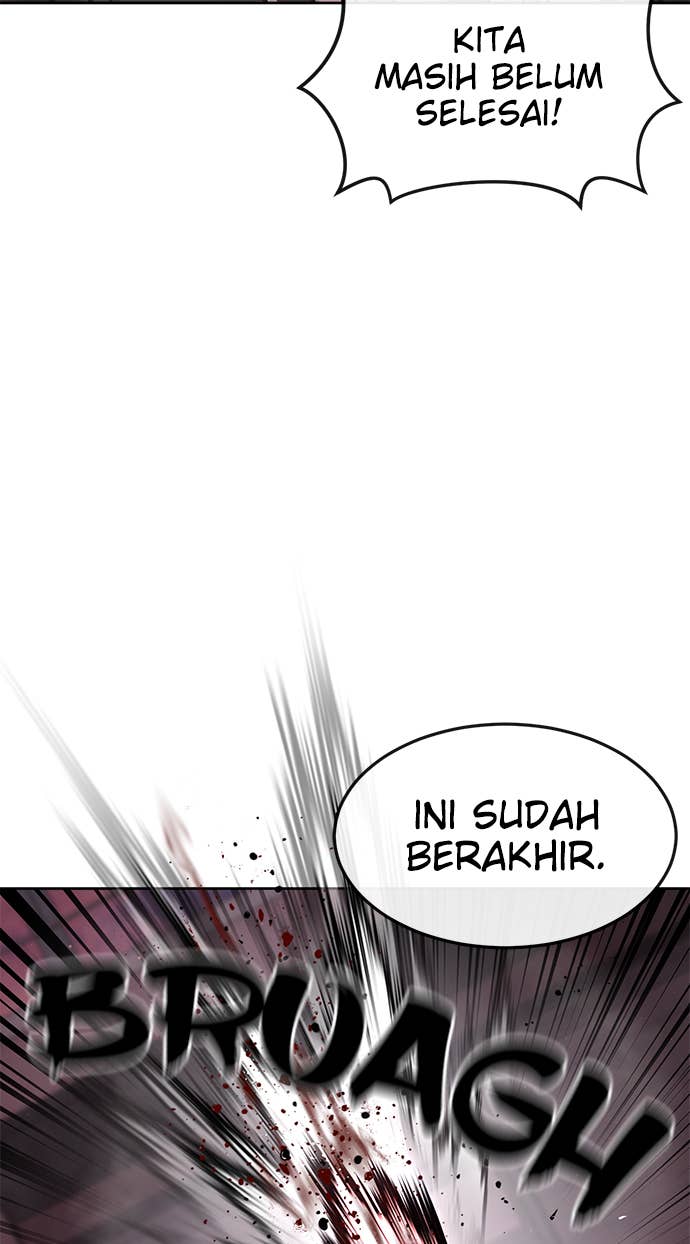 KITA
MASIH BELUM
SELESAI!
INI SUDAH
BERAKHIR.
BRUAGH